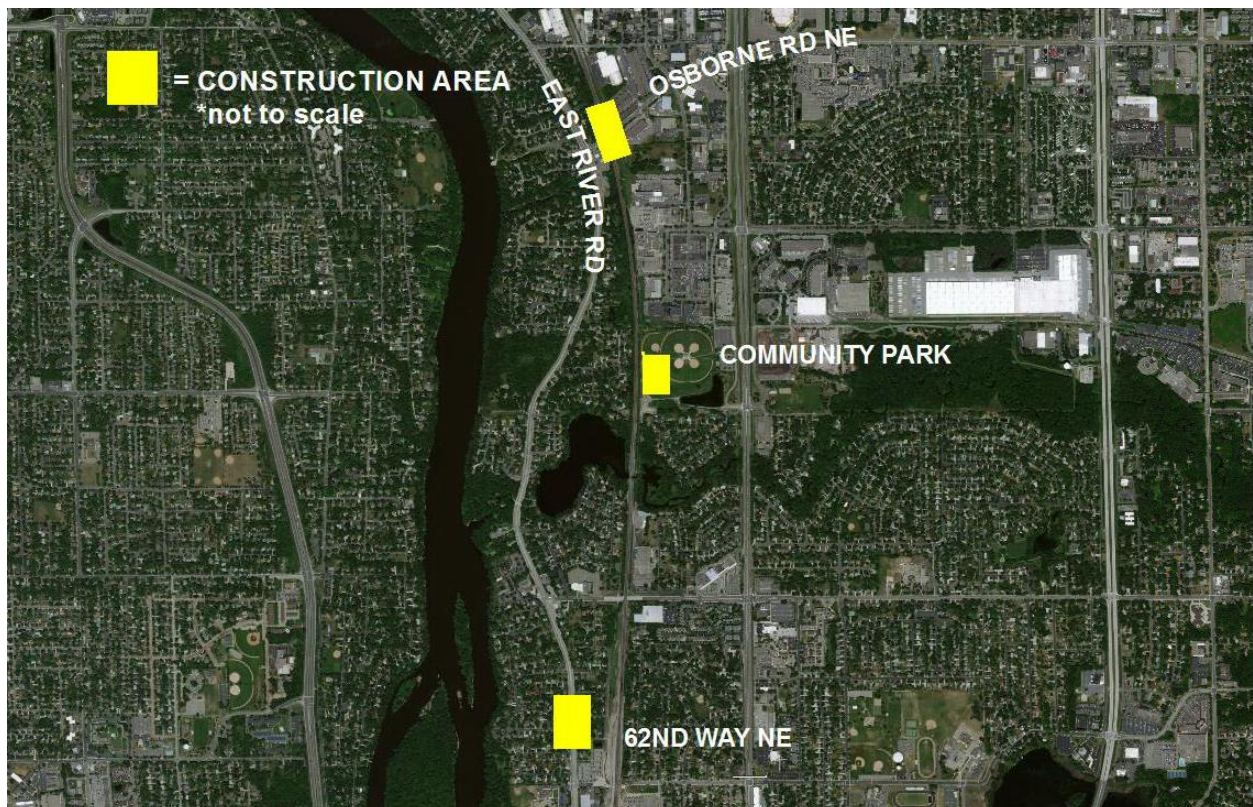 = CONSTRUCTION AREA
*not to scale
OSBORNE RD NE
EAST RIVER RD
COMMUNITY PARK
62ND WAY NE